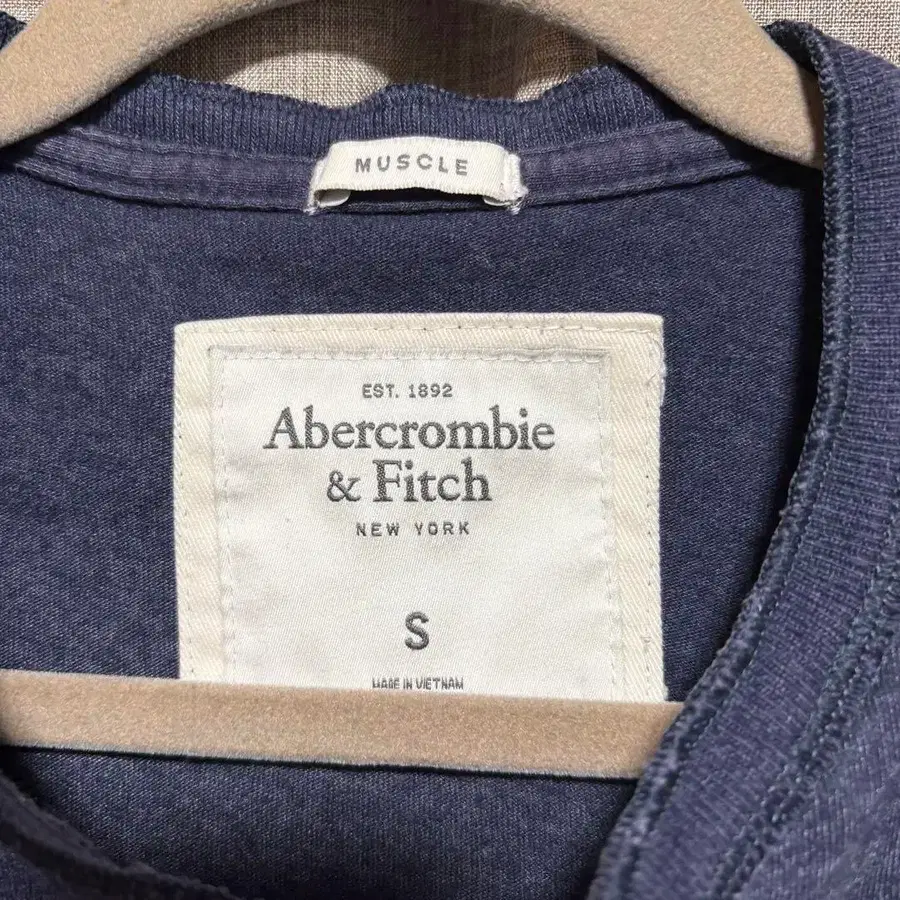 MUSCLE
EST. 1892
Abercrombie
& Fitch
NEW YORK
S
MADE IN VIETNAM